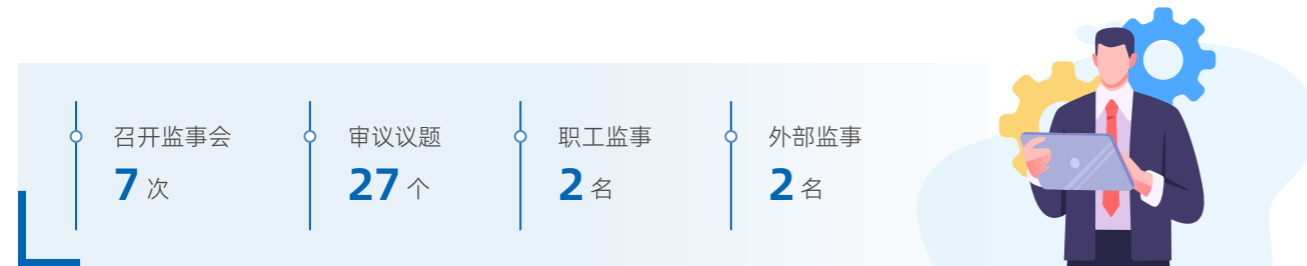 召开监事会
7 次
审议议题
27 个
职工监事
2 名
外部监事
2 名